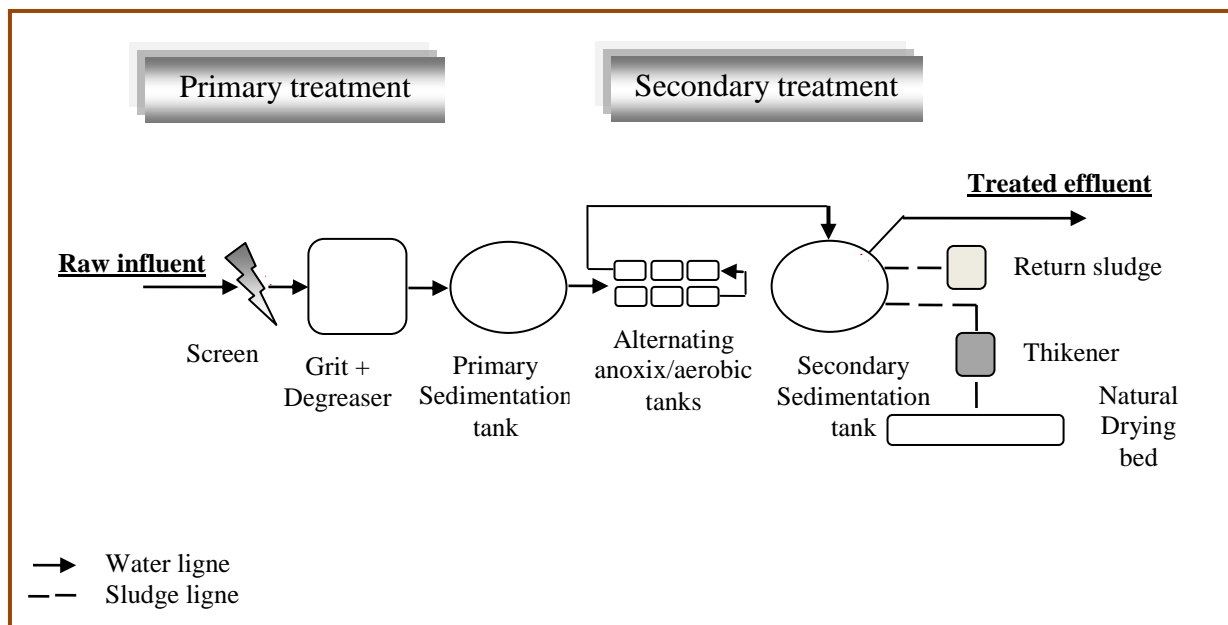 Primary treatment
Secondary treatment
Treated effluent
Raw influent
Return sludge
Screen
Grit +
Degreaser
Primary
Sedimentation
tank
Alternating
anoxix/aerobic
tanks
Secondary
Sedimentation
tank
Thikener
Natural
Drying
bed
Water ligne
Sludge ligne